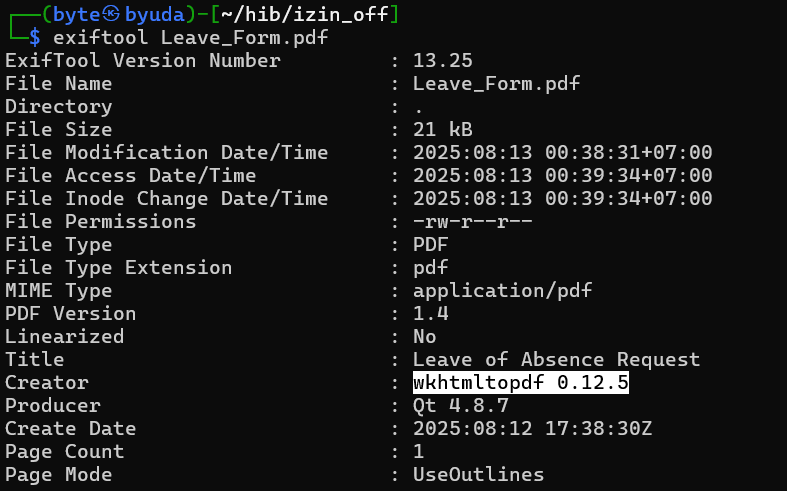 ┌──(byte㉿byuda)-[~/hib/izin_off]
└─$ exiftool Leave_Form.pdf
ExifTool Version Number         : 13.25
File Name                       : Leave_Form.pdf
Directory                       : .
File Size                       : 21 kB
File Modification Date/Time     : 2025:08:13 00:38:31+07:00
File Access Date/Time           : 2025:08:13 00:39:34+07:00
File Inode Change Date/Time     : 2025:08:13 00:39:34+07:00
File Permissions                : -rw-r--r--
File Type                       : PDF
File Type Extension             : pdf
MIME Type                       : application/pdf
PDF Version                     : 1.4
Linearized                      : No
Title                           : Leave of Absence Request
Creator                         : wkhtmltopdf 0.12.5
Producer                        : Qt 4.8.7
Create Date                     : 2025:08:12 17:38:30Z
Page Count                      : 1
Page Mode                       : UseOutlines